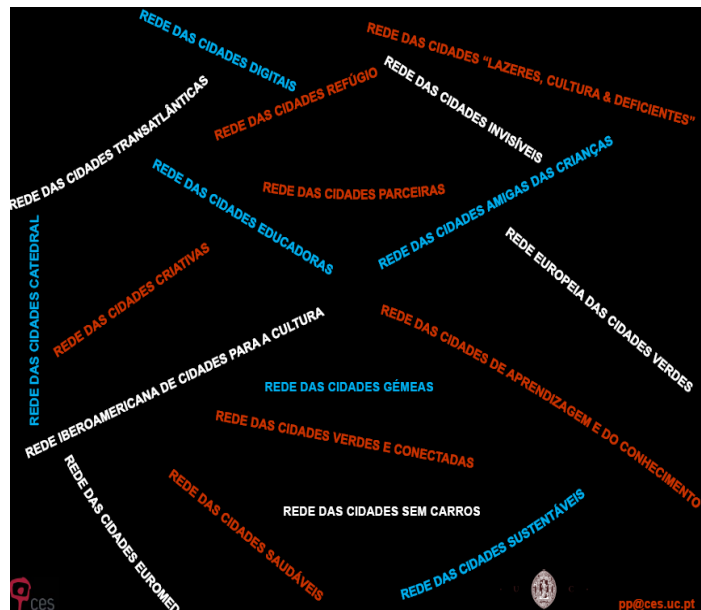 REDE DAS CIDADES DIGITAIS
REDE DAS CIDADES “LAZERES, CULTURA & DEFICIENTES”
REDE DAS CIDADES REFÚGIO
REDE DAS CIDADES INVISÍVEIS
REDE DAS CIDADES TRANSATLÂNTICAS
REDE DAS CIDADES PARCEIRAS
REDE DAS CIDADES AMIGAS DAS CRIANÇAS
REDE DAS CIDADES EDUCADORAS
REDE EUROPEIA DAS CIDADES VERDES
REDE DAS CIDADES CATEDRAL
REDE DAS CIDADES CRIATIVAS
REDE IBEROAMERICANA DE CIDADES PARA A CULTURA
REDE DAS CIDADES DE APRENDIZAGEM E DO CONHECIMENTO
REDE DAS CIDADES GÉMEAS
REDE DAS CIDADES VERDES E CONECTADAS
REDE DAS CIDADES EUROMED
REDE DAS CIDADES SAUDÁVEIS
REDE DAS CIDADES SEM CARROS
REDE DAS CIDADES SUSTENTÁVEIS
ces
pp@ces.uc.pt